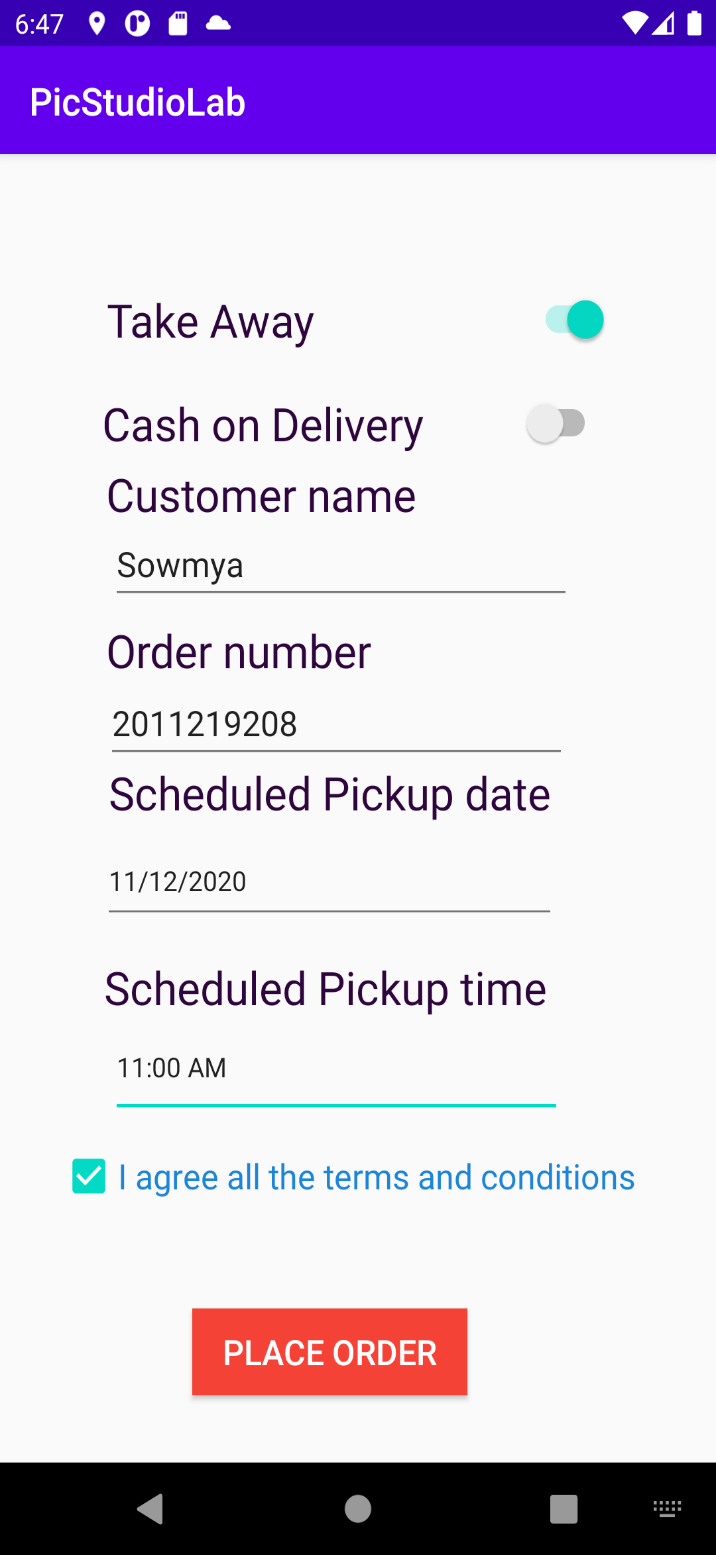 6:47
PicStudioLab
Take Away
Cash on Delivery
Customer name
Sowmya
Order number
2011219208
Scheduled Pickup date
11/12/2020
Scheduled Pickup time
11:00 AM
I agree all the terms and conditions
PLACE ORDER